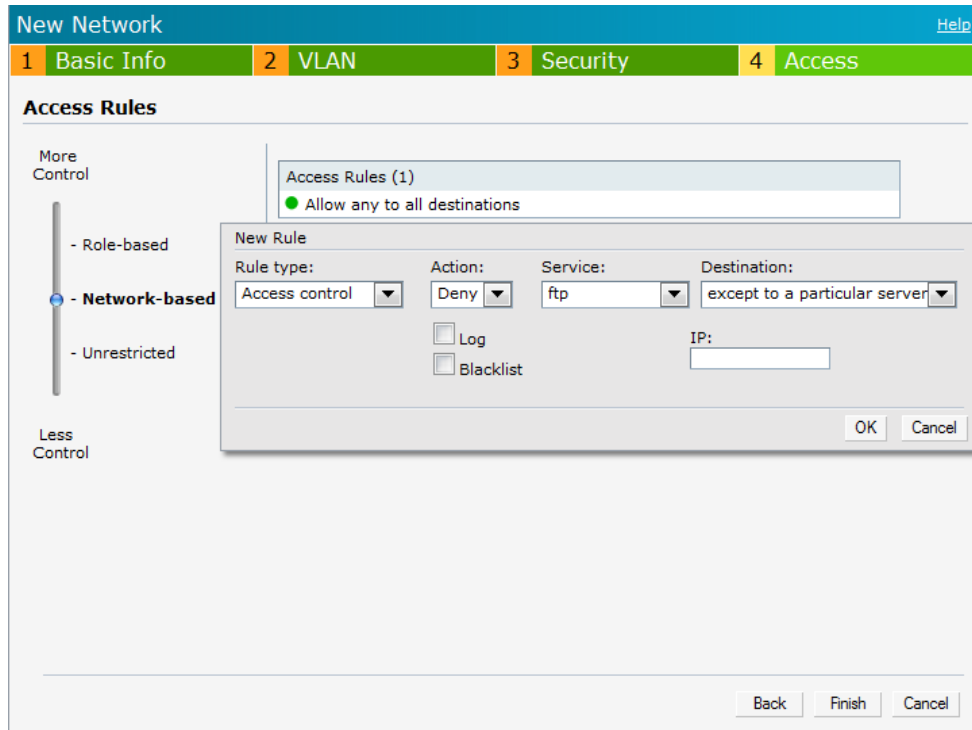 New Network
Help
1 Basic Info 2 VLAN 3 Security 4 Access
Access Rules
More
Control
- Role-based
- Network-based
- Unrestricted
Less
Control
Access Rules (1)
Allow any to all destinations
New Rule
Rule type: Action: Service: Destination:
Access control Deny ftp except to a particular server
Log IP:
Blacklist
OK Cancel
Back Finish Cancel